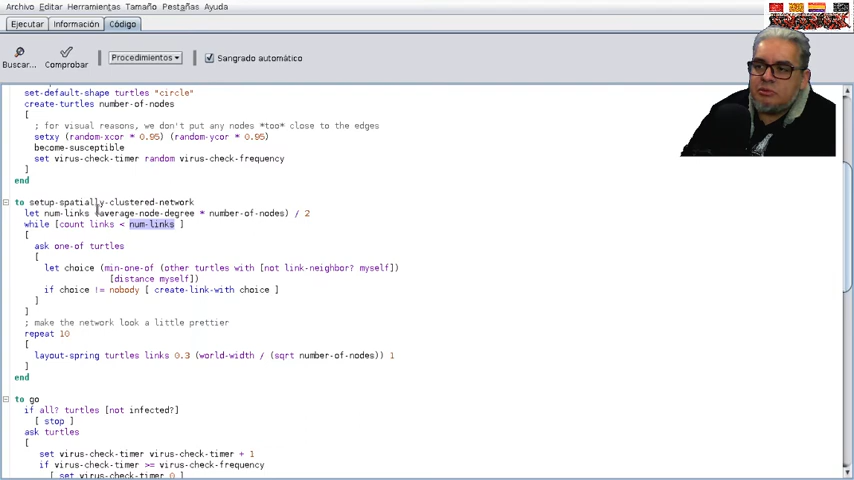 Archivo Editar Herramientas Tamaño Pestañas Ayuda
Ejecutar Información Código
Buscar... Comprobar Procedimientos Sangrado automático
set-default-shape turtles "circle"
create-turtles number-of-nodes
[
; for visual reasons, we don't put any nodes *too* close to the edges
setxy (random-xcor * 0.95) (random-ycor * 0.95)
become-susceptible
set virus-check-timer random virus-check-frequency
]
end
to setup-spatially-clustered-network
let num-links (average-node-degree * number-of-nodes) / 2
while [count links < num-links ]
[
ask one-of turtles
[
let choice (min-one-of (other turtles with [not link-neighbor? myself])
[distance myself])
if choice != nobody [ create-link-with choice ]
]
]
; make the network look a little prettier
repeat 10
[
layout-spring turtles links 0.3 (world-width / (sqrt number-of-nodes)) 1
]
end
to go
if all? turtles [not infected?]
[ stop ]
ask turtles
[
set virus-check-timer virus-check-timer + 1
if virus-check-timer >= virus-check-frequency
[ set virus-check-timer 0 ]